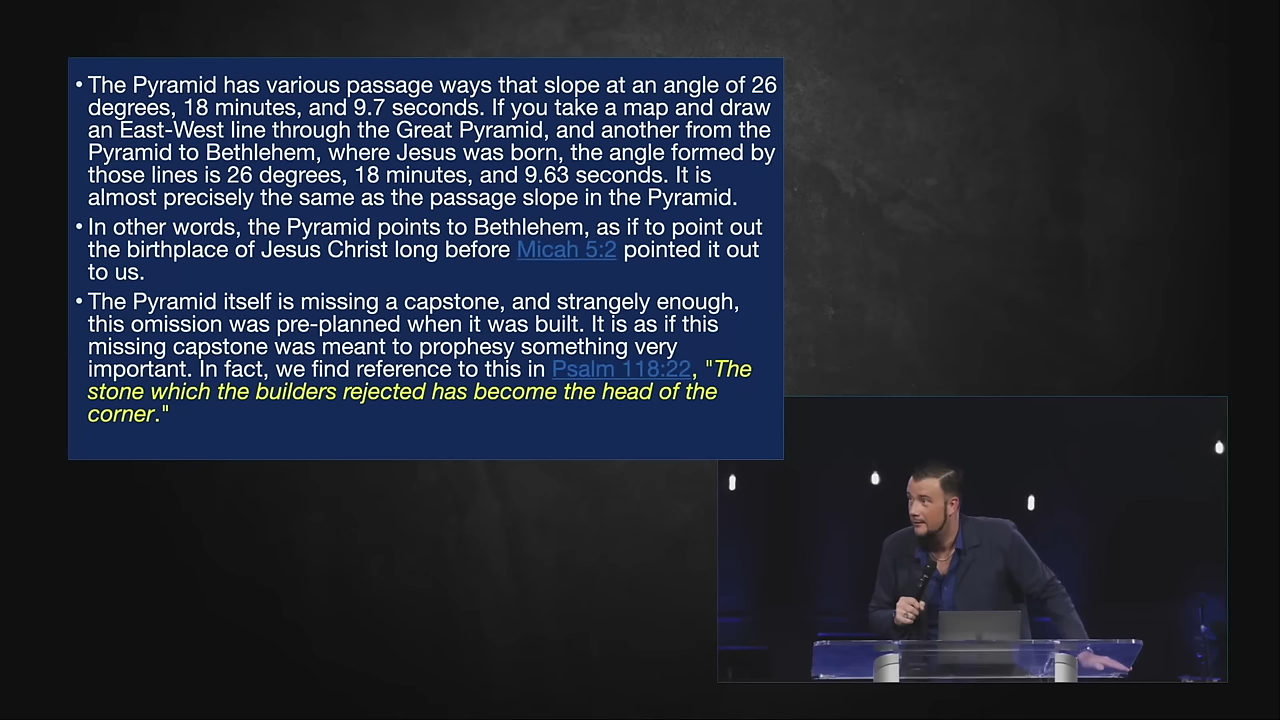 • The Pyramid has various passage ways that slope at an angle of 26
degrees, 18 minutes, and 9.7 seconds. If you take a map and draw
an East-West line through the Great Pyramid, and another from the
Pyramid to Bethlehem, where Jesus was born, the angle formed by
those lines is 26 degrees, 18 minutes, and 9.63 seconds. It is
almost precisely the same as the passage slope in the Pyramid.
• In other words, the Pyramid points to Bethlehem, as if to point out
the birthplace of Jesus Christ long before Micah 5:2 pointed it out
to us.
• The Pyramid itself is missing a capstone, and strangely enough,
this omission was pre-planned when it was built. It is as if this
missing capstone was meant to prophesy something very
important. In fact, we find reference to this in Psalm 118:22, "The
stone which the builders rejected has become the head of the
corner."